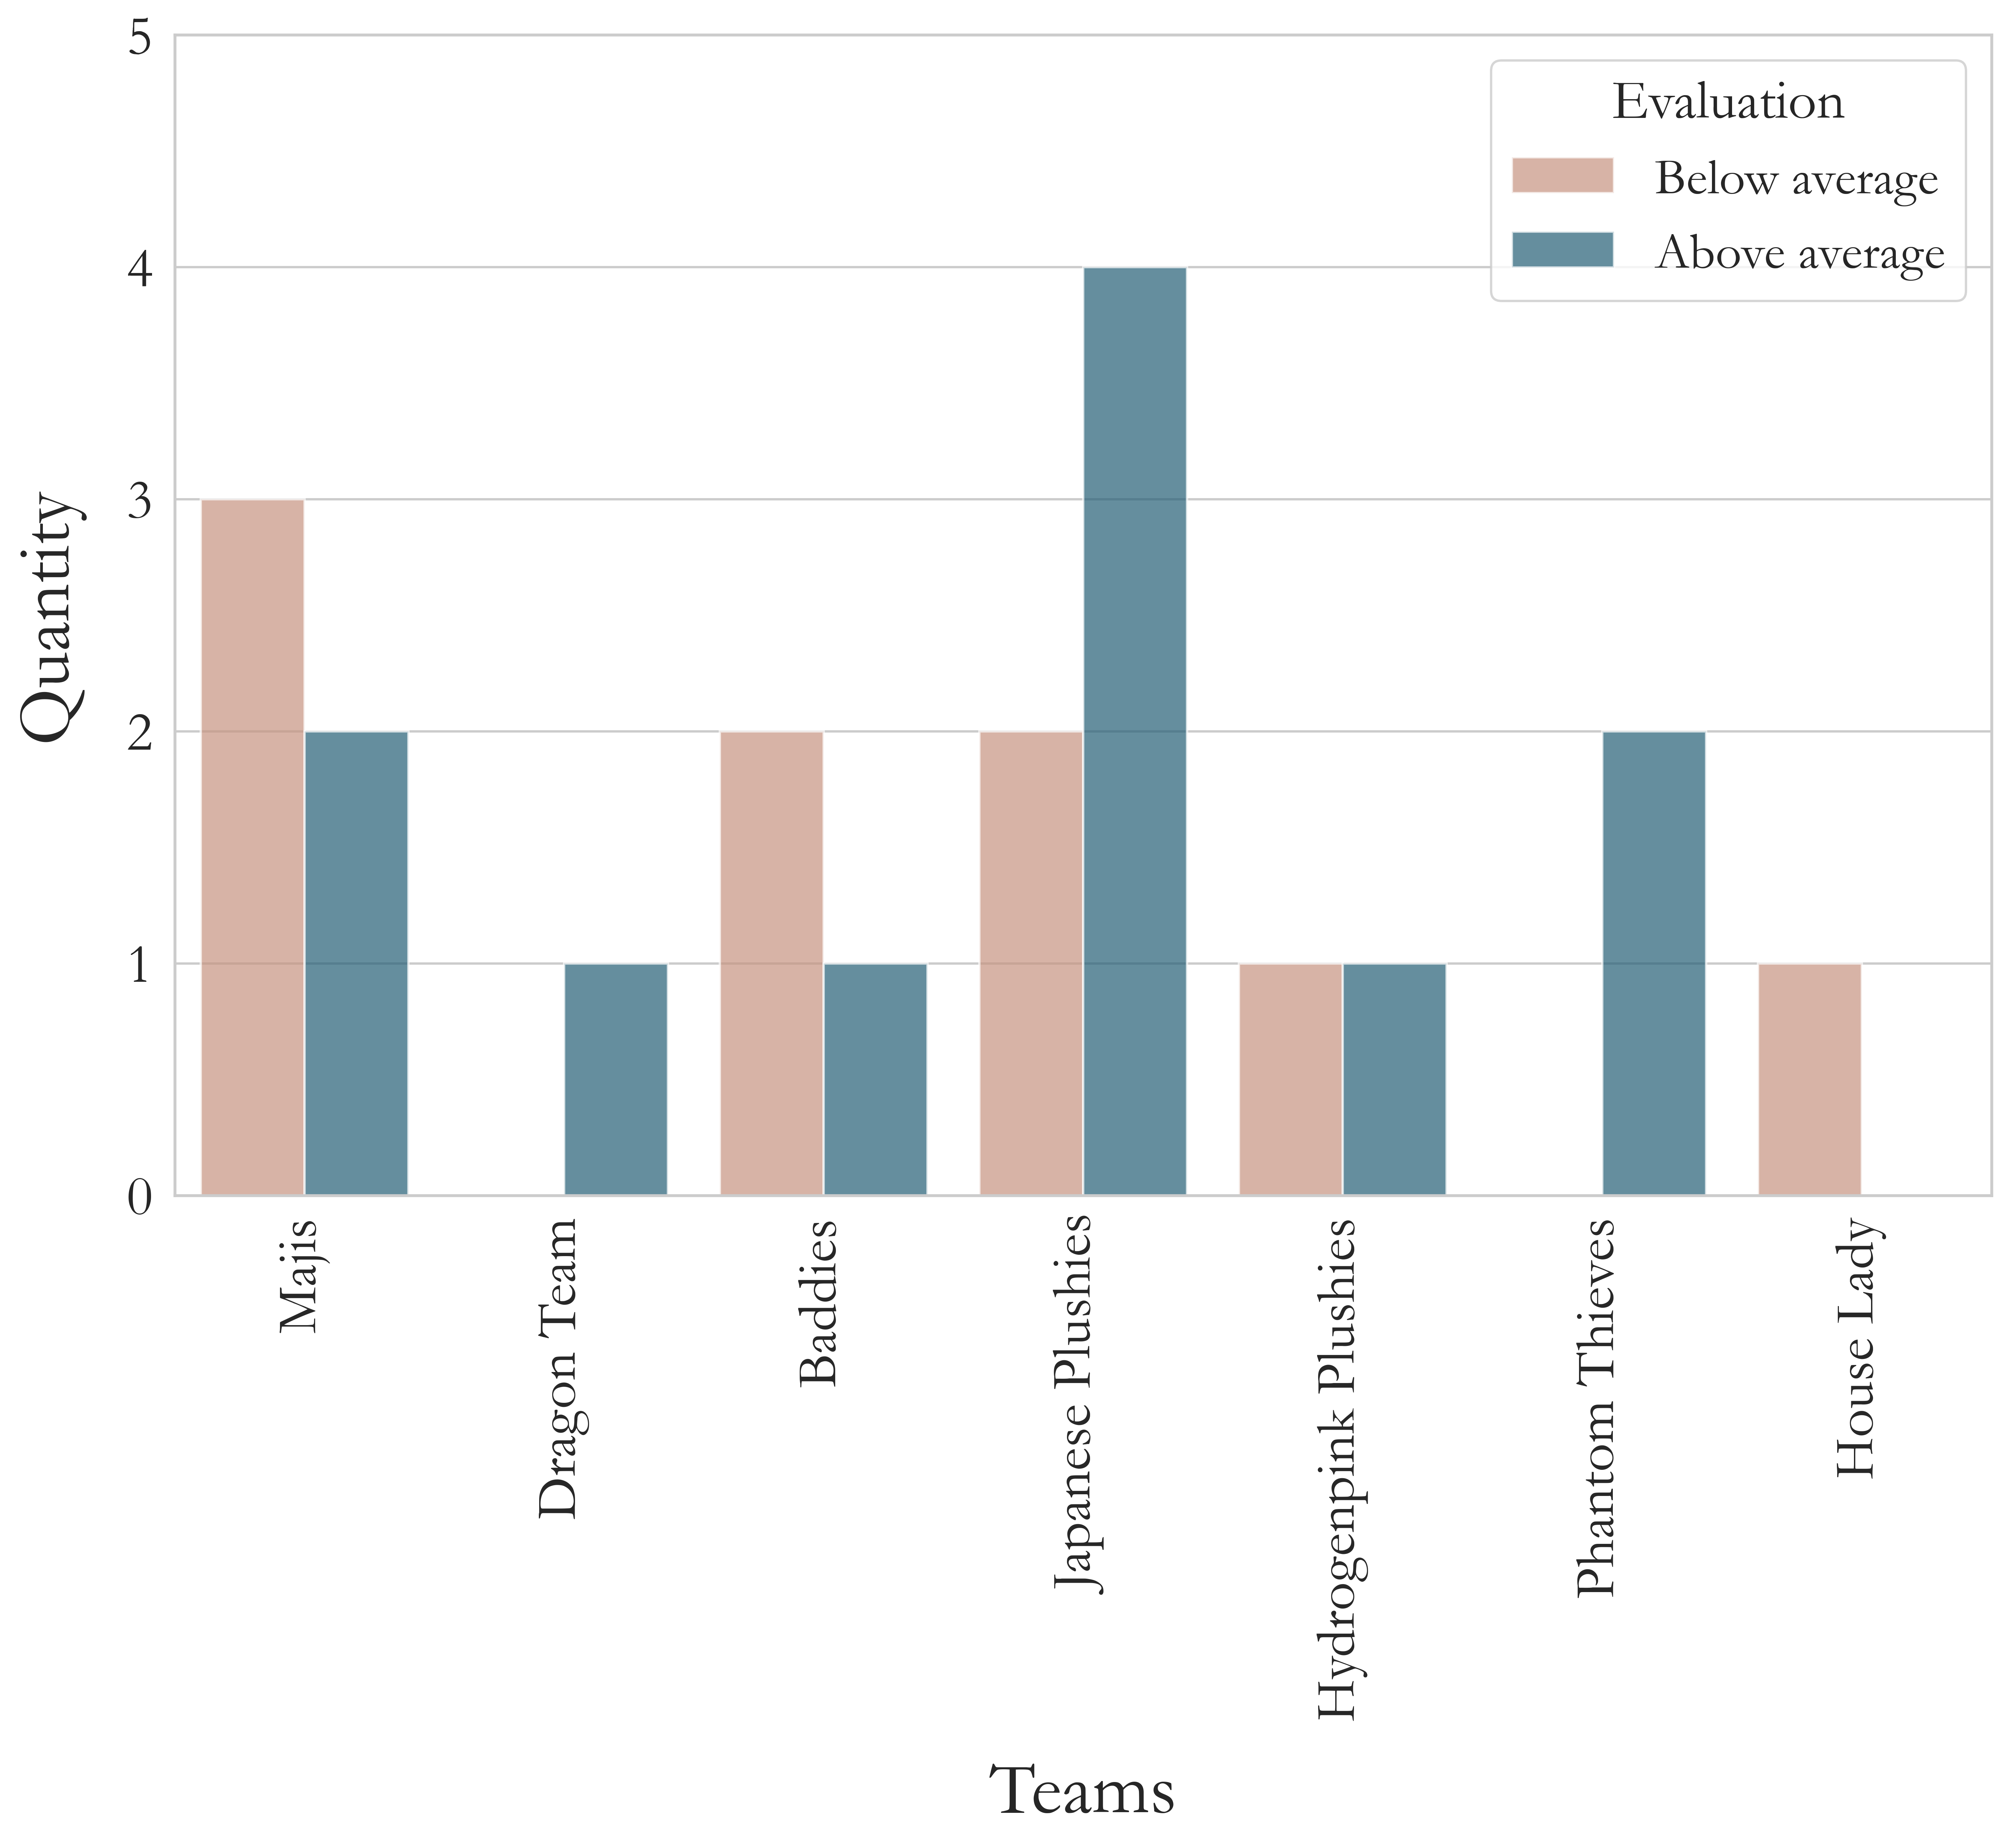 Evaluation
Below average
Above average
Quantity
5
4
3
2
1
0
Majis
Dragon Team
Baddies
Japanese Plushies
Hydrogenpink Plushies
Phantom Thieves
House Lady
Teams